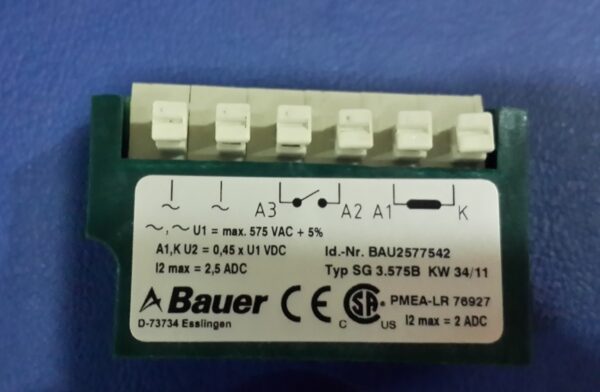 ~ ~ A3 A2 A1 K
~, ~ U1 = max. 575 VAC + 5%
A1,K U2 = 0,45 x U1 VDC
I2 max = 2,5 ADC
Id.-Nr. BAU2577542
Typ SG 3.575B KW 34/11
Bauer
D-73734 Esslingen
CE
C SA ® US
PMEA-LR 76927
I2 max = 2 ADC